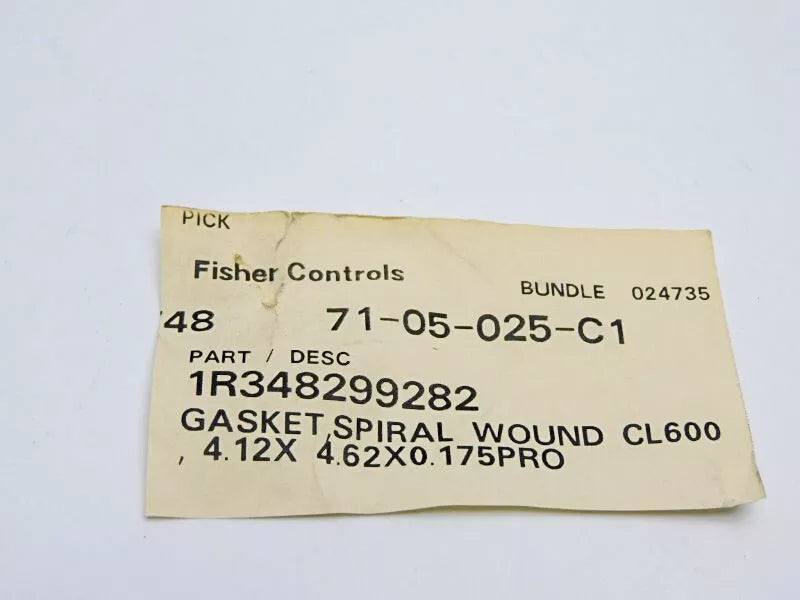 PICK
Fisher Controls
BUNDLE 024735
48 71-05-025-C1
PART / DESC
1R348299282
GASKET,SPIRAL WOUND CL600
, 4.12X 4.62X0.175PRO